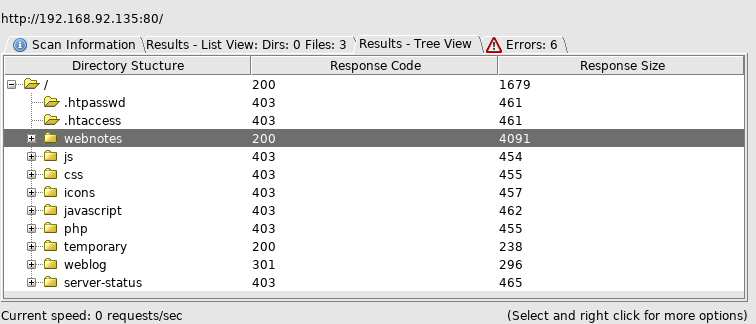 http://192.168.92.135:80/
Scan Information Results - List View: Dirs: 0 Files: 3 Results - Tree View Errors: 6
Directory Stucture Response Code Response Size
/ 200 1679
.htpasswd 403 461
.htaccess 403 461
webnotes 200 4091
js 403 454
css 403 455
icons 403 457
javascript 403 462
php 403 455
temporary 200 238
weblog 301 296
server-status 403 465
Current speed: 0 requests/sec (Select and right click for more options)